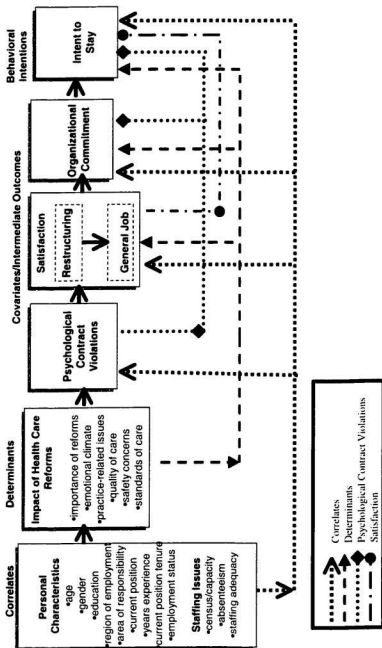 Correlates
Personal
Characteristics
•age
•gender
•education
•region of employment
•area of responsibility
•current position
•years experience
•current position tenure
•employment status
Staffing Issues
•census/capacity
•absenteeism
•staffing adequacy
Determinants
Impact of Health Care
Reforms
•importance of reforms
•emotional climate
•practice-related issues
•quality of care
•safety concerns
•standards of care
Covariates/Intermediate Outcomes
Psychological
Contract
Violations
Satisfaction
Restructuring
General Job
Organizational
Commitment
Behavioral
Intentions
Intent to
Stay
Correlates
Determinants
Psychological Contract Violations
Satisfaction